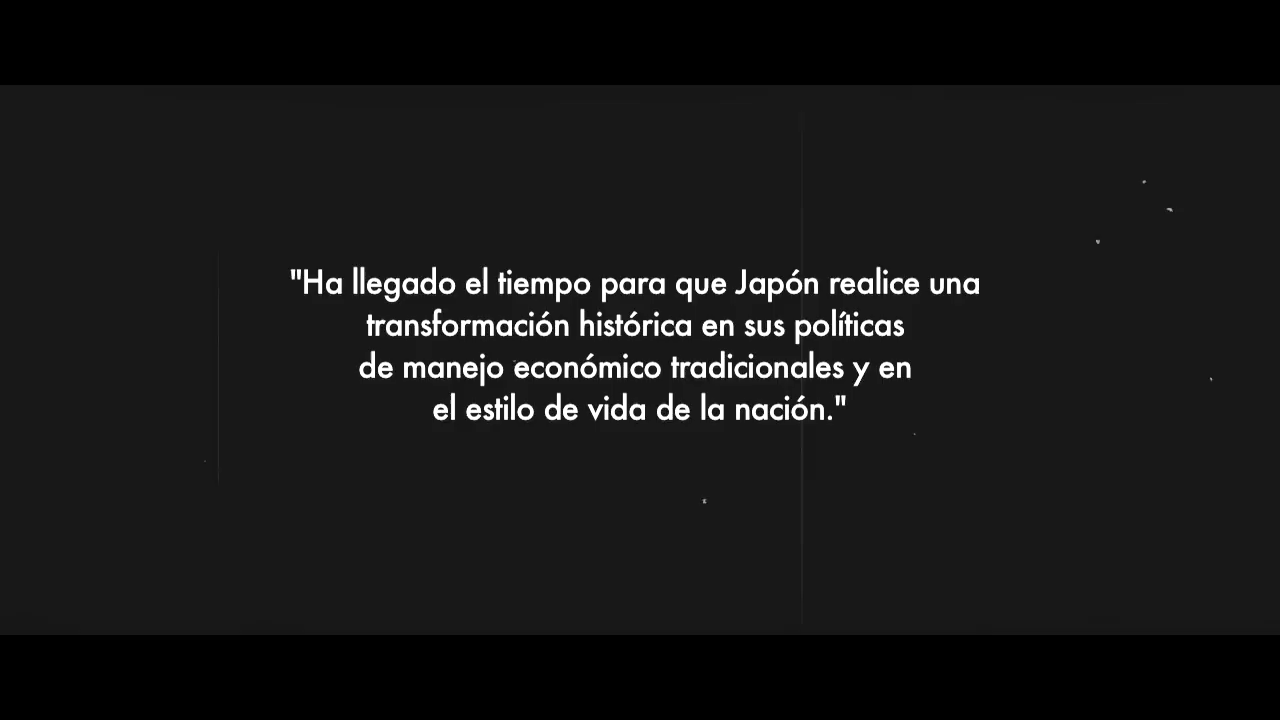 "Ha llegado el tiempo para que Japón realice una
transformación histórica en sus políticas
de manejo económico tradicionales y en
el estilo de vida de la nación."